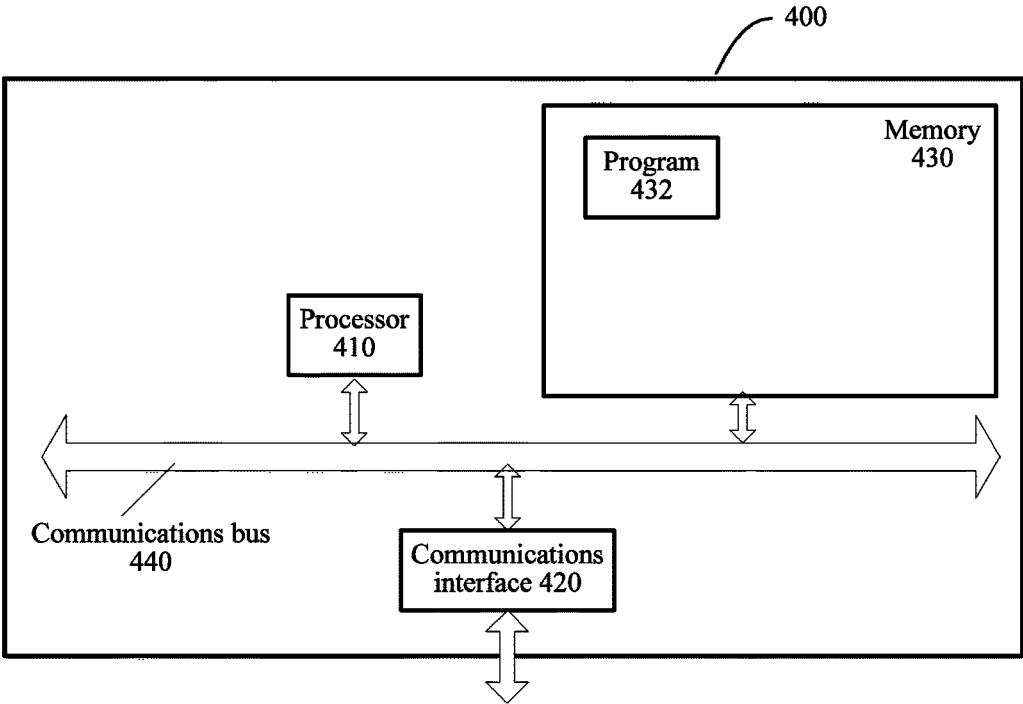 400
Memory
430
Program
432
Processor
410
Communications bus
440
Communications
interface 420